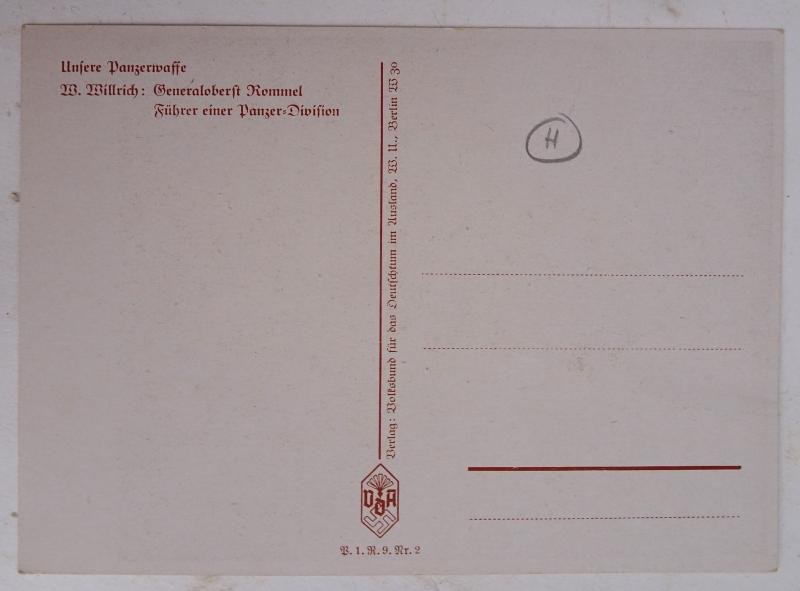 Unsere Panzerwaffe
W. Willrich: Generaloberst Rommel
Führer einer Panzer-Division
Verlag: Volksbund für das Deutschtum im Ausland, W. U., Berlin W 30
H
VDA
P. 1. R. 9. Nr. 2